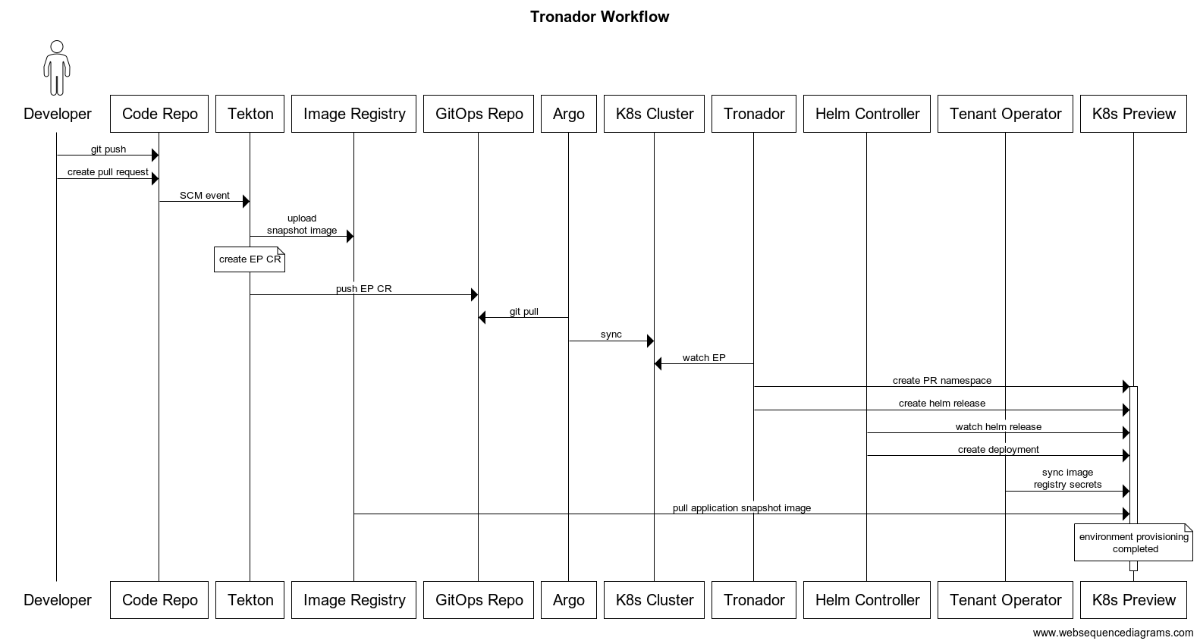 Tronador Workflow
Developer
Code Repo
Tekton
Image Registry
GitOps Repo
Argo
K8s Cluster
Tronador
Helm Controller
Tenant Operator
K8s Preview
git push
create pull request
SCM event
upload
snapshot image
create EP CR
push EP CR
git pull
sync
watch EP
create PR namespace
create helm release
watch helm release
create deployment
sync image
registry secrets
pull application snapshot image
environment provisioning
completed
Developer
Code Repo
Tekton
Image Registry
GitOps Repo
Argo
K8s Cluster
Tronador
Helm Controller
Tenant Operator
K8s Preview
www.websequencediagrams.com